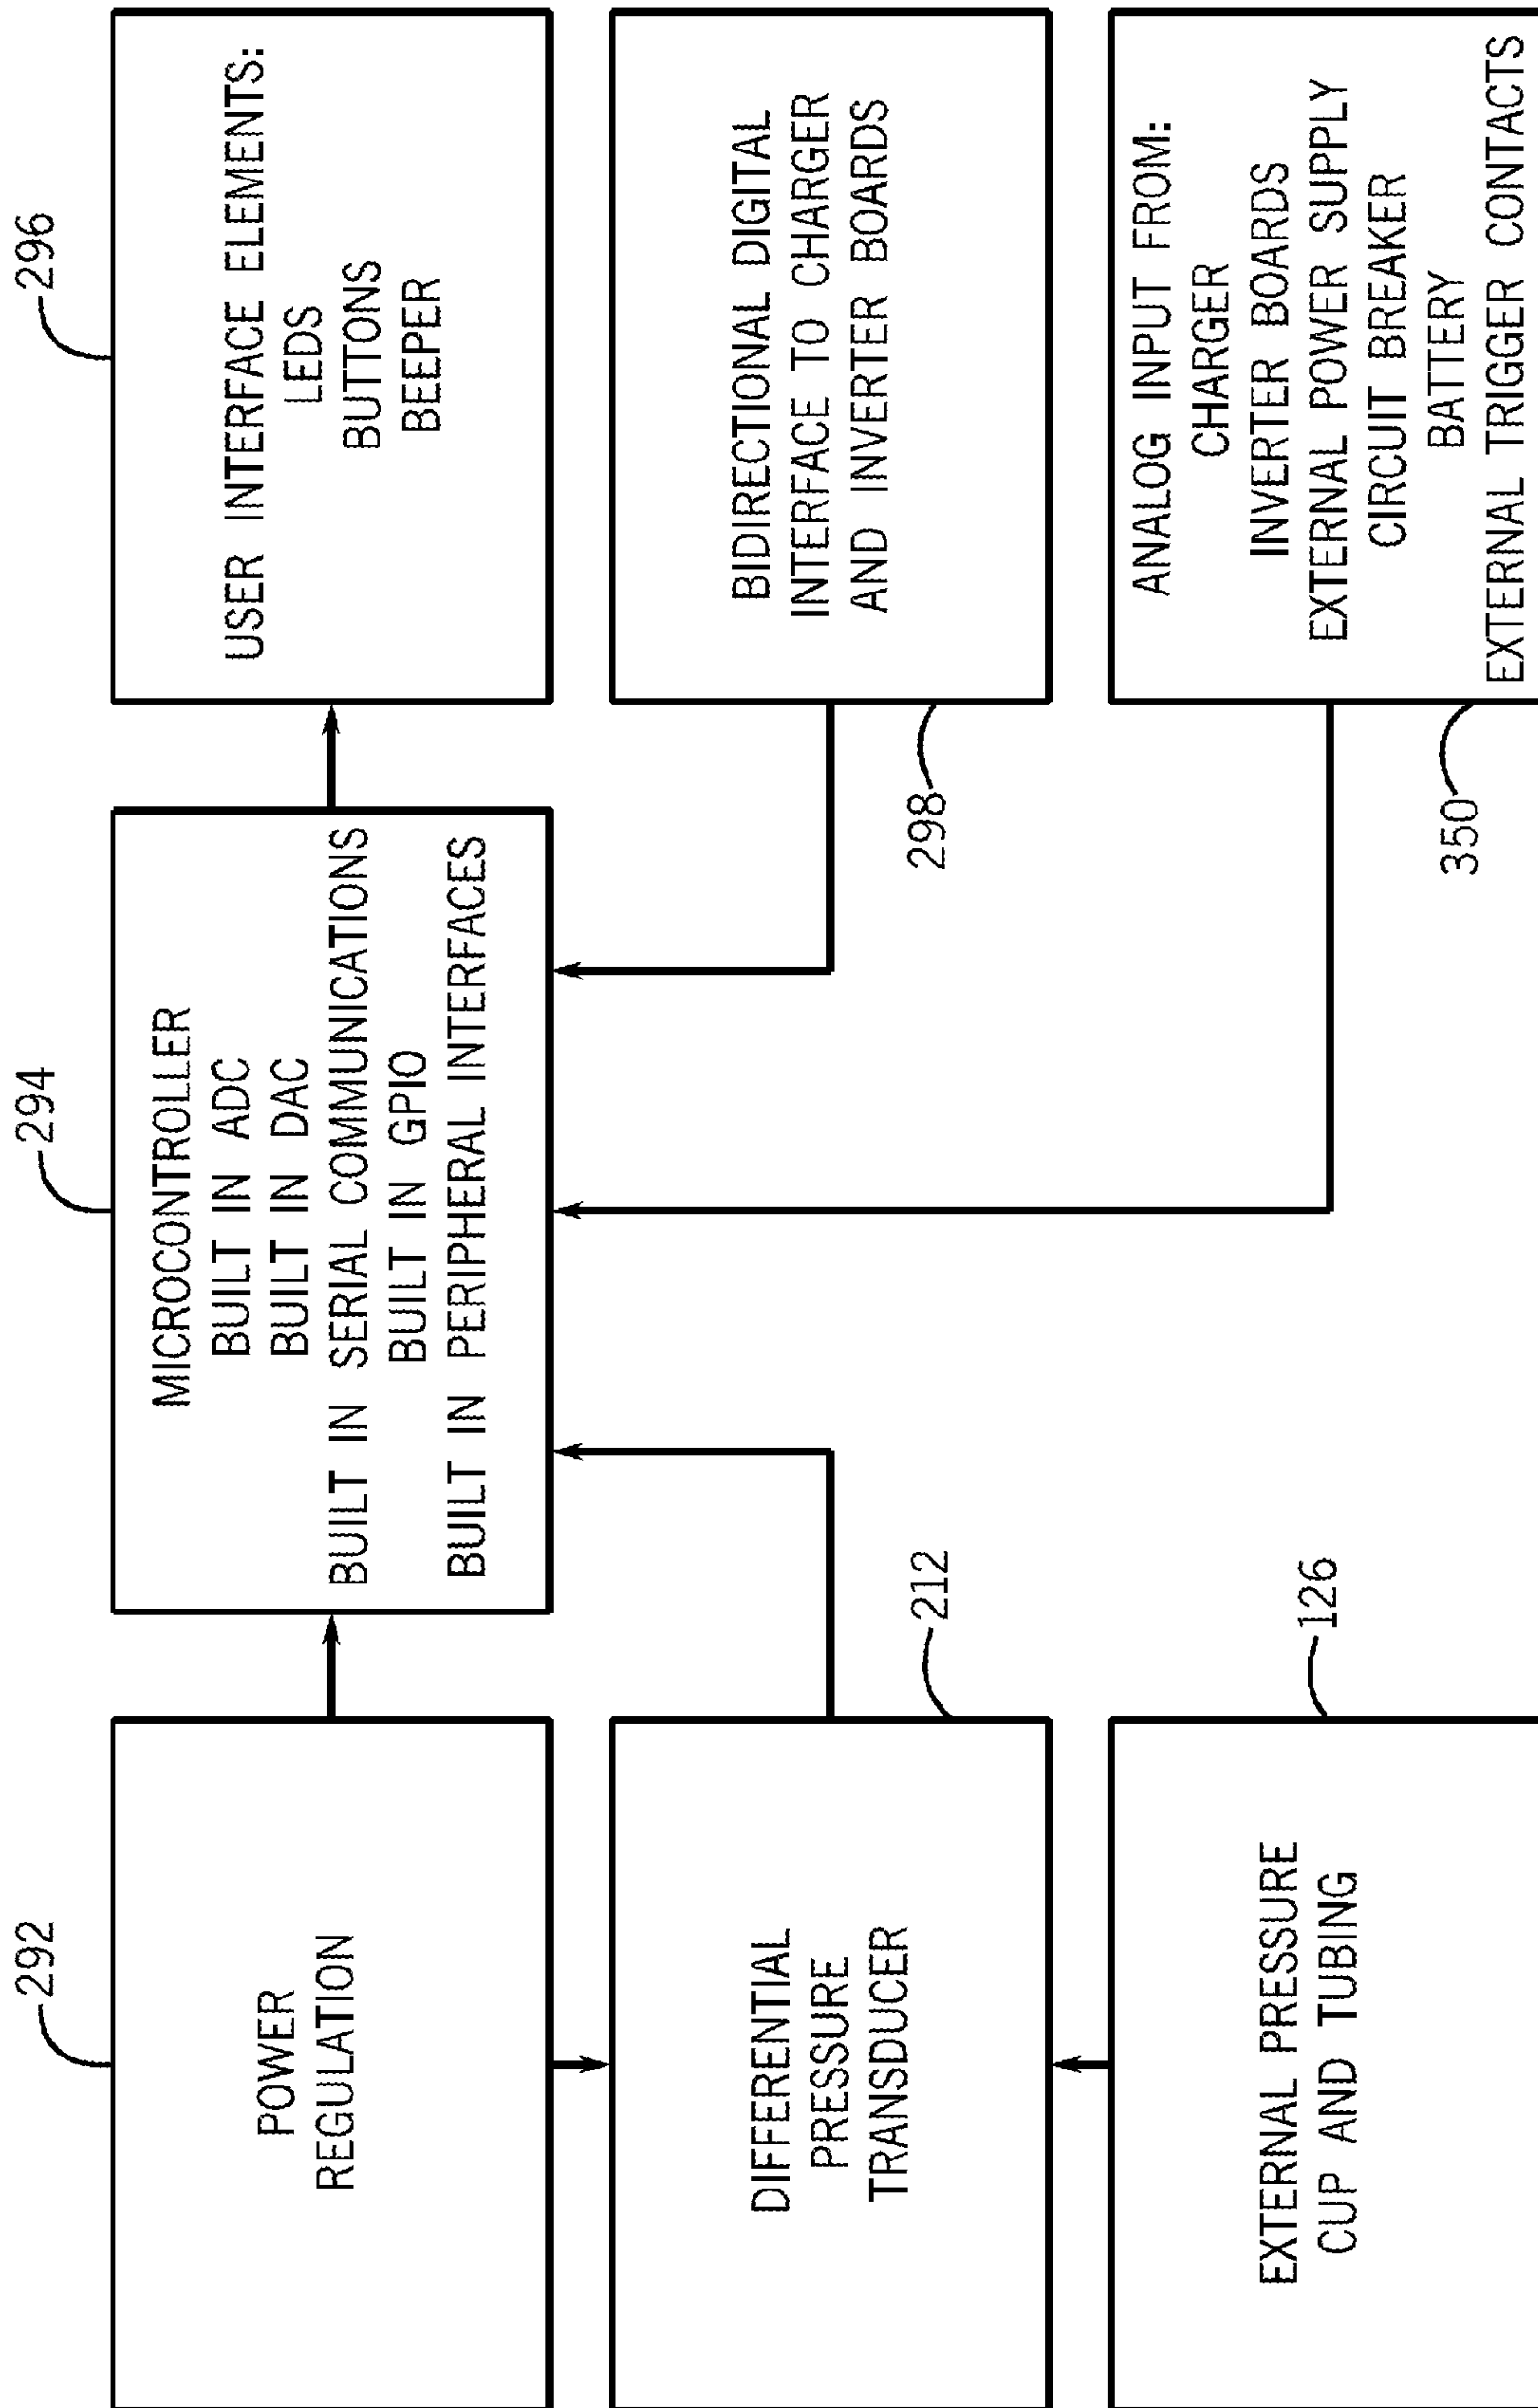 292
POWER
REGULATION
294
MICROCONTROLLER
BUILT IN ADC
BUILT IN DAC
BUILT IN SERIAL COMMUNICATIONS
BUILT IN GPIO
BUILT IN PERIPHERAL INTERFACES
296
USER INTERFACE ELEMENTS:
LEDS
BUTTONS
BEEPER
DIFFERENTIAL
PRESSURE
TRANSDUCER
212
BIDIRECTIONAL DIGITAL
INTERFACE TO CHARGER
AND INVERTER BOARDS
298
EXTERNAL PRESSURE
CUP AND TUBING
126
ANALOG INPUT FROM:
CHARGER
INVERTER BOARDS
EXTERNAL POWER SUPPLY
CIRCUIT BREAKER
BATTERY
EXTERNAL TRIGGER CONTACTS
350